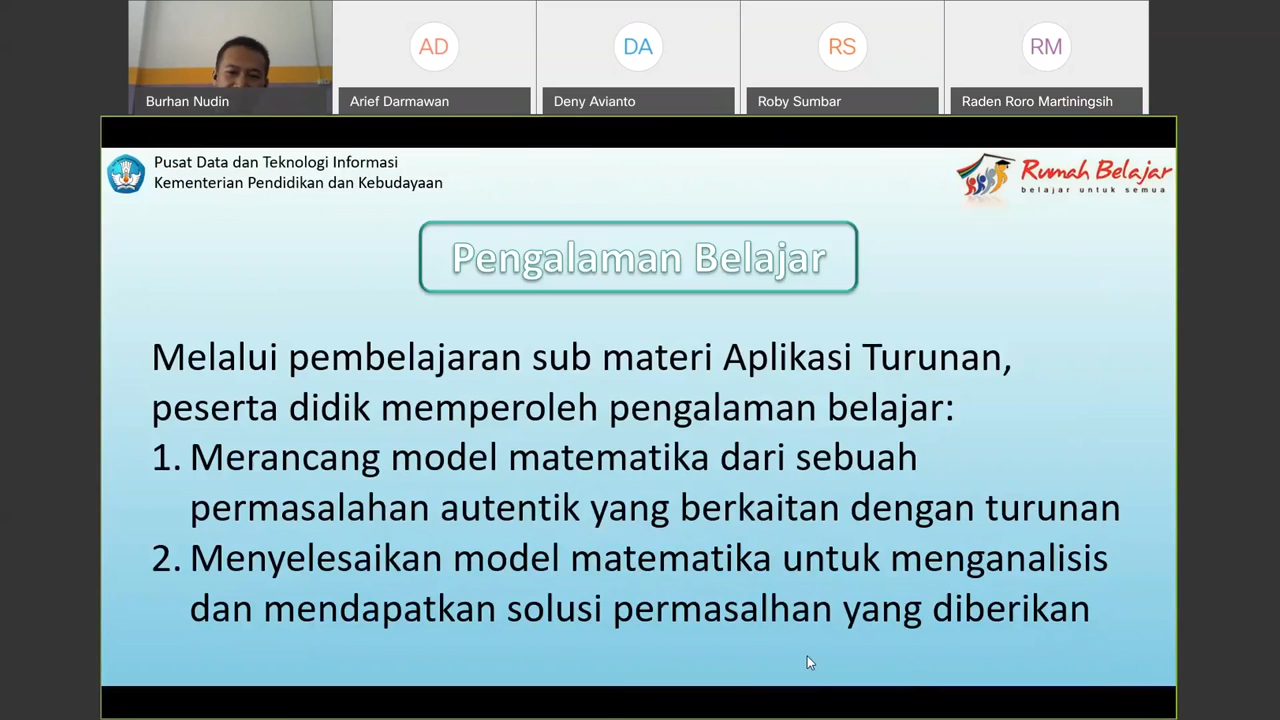 AD
DA
RS
RM
Burhan Nudin
Arief Darmawan
Deny Avianto
Roby Sumbar
Raden Roro Martiningsih
Pusat Data dan Teknologi Informasi
Kementerian Pendidikan dan Kebudayaan
Rumah Belajar
belajar untuk semua
Pengalaman Belajar
Melalui pembelajaran sub materi Aplikasi Turunan,
peserta didik memperoleh pengalaman belajar:
1. Merancang model matematika dari sebuah
permasalahan autentik yang berkaitan dengan turunan
2. Menyelesaikan model matematika untuk menganalisis
dan mendapatkan solusi permasalhan yang diberikan